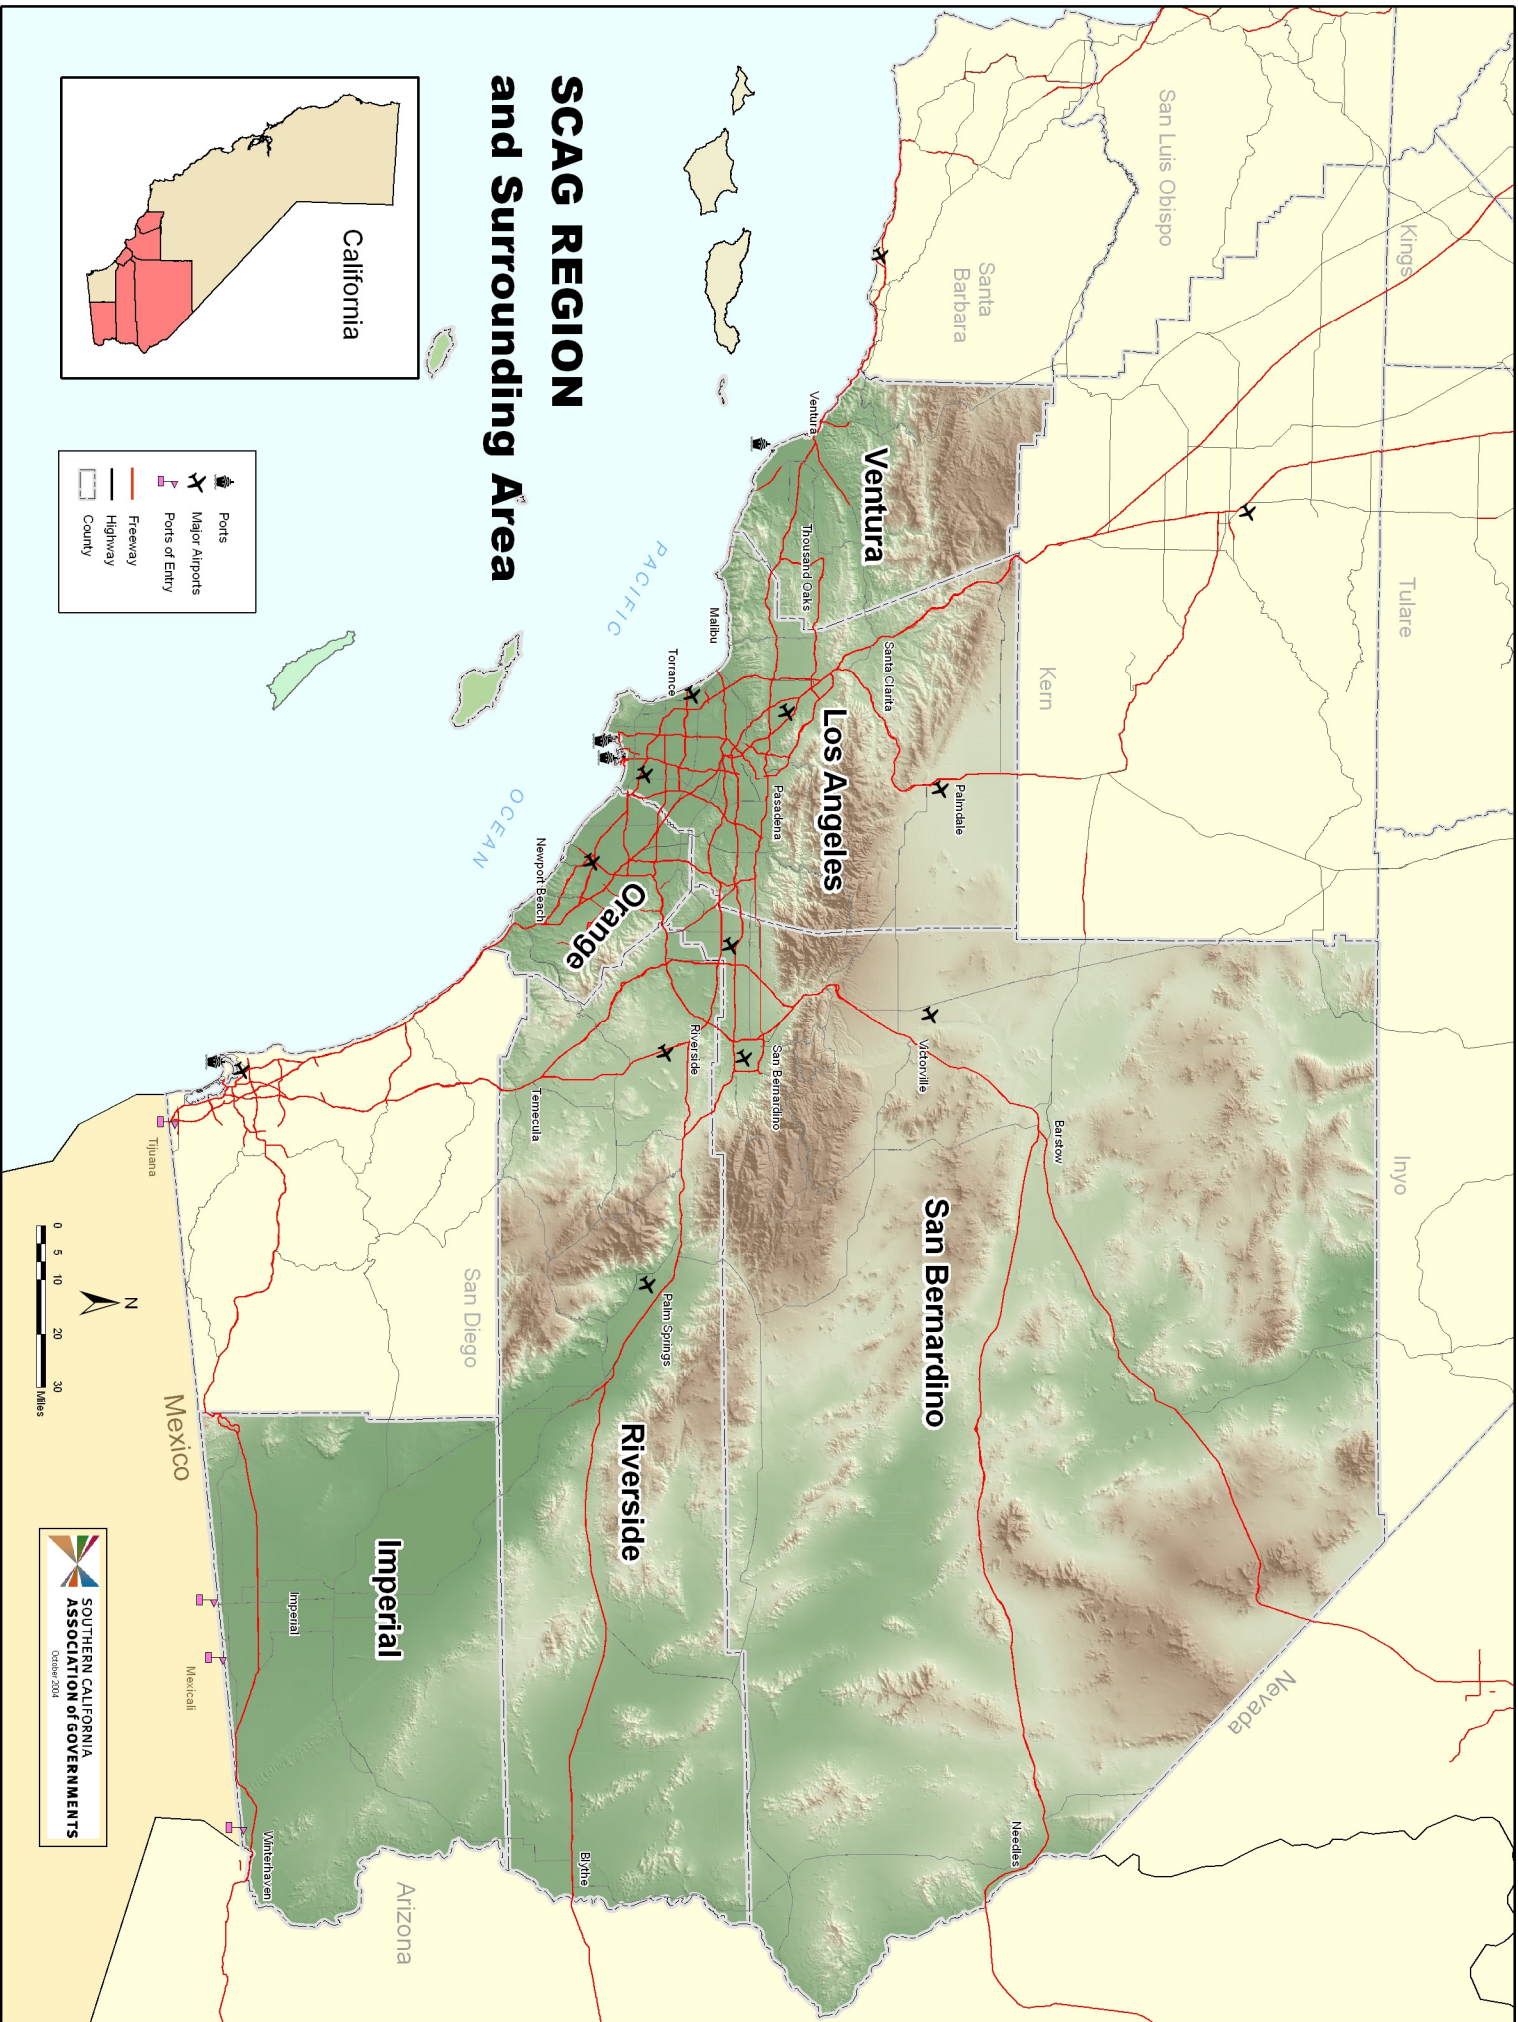 SCAG REGION
and Surrounding Area
California
Ports
Major Airports
Ports of Entry
Freeway
Highway
County
San Luis Obispo
Kings
Tulare
Inyo
Santa
Barbara
Kern
Nevada
Ventura
Ventura
Thousand Oaks
Malibu
Santa Clarita
Los Angeles
Palmdale
Pasadena
Torrance
PACIFIC
OCEAN
Orange
Newport Beach
San Bernardino
Victorville
Barstow
San Bernardino
Needles
Riverside
Temecula
Palm Springs
Riverside
Blythe
San Diego
Imperial
Imperial
Winterhaven
Arizona
Tijuana
Mexico
Mexicali
N
0 5 10 20 30
Miles
SOUTHERN CALIFORNIA
ASSOCIATION of GOVERNMENTS
October 2004